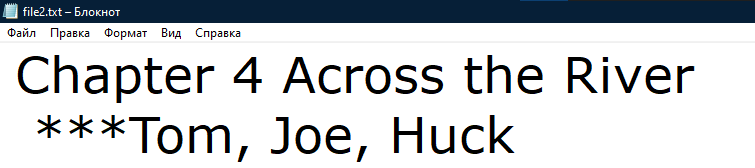 file2.txt – Блокнот
Файл Правка Формат Вид Справка
Chapter 4 Across the River
***Tom, Joe, Huck